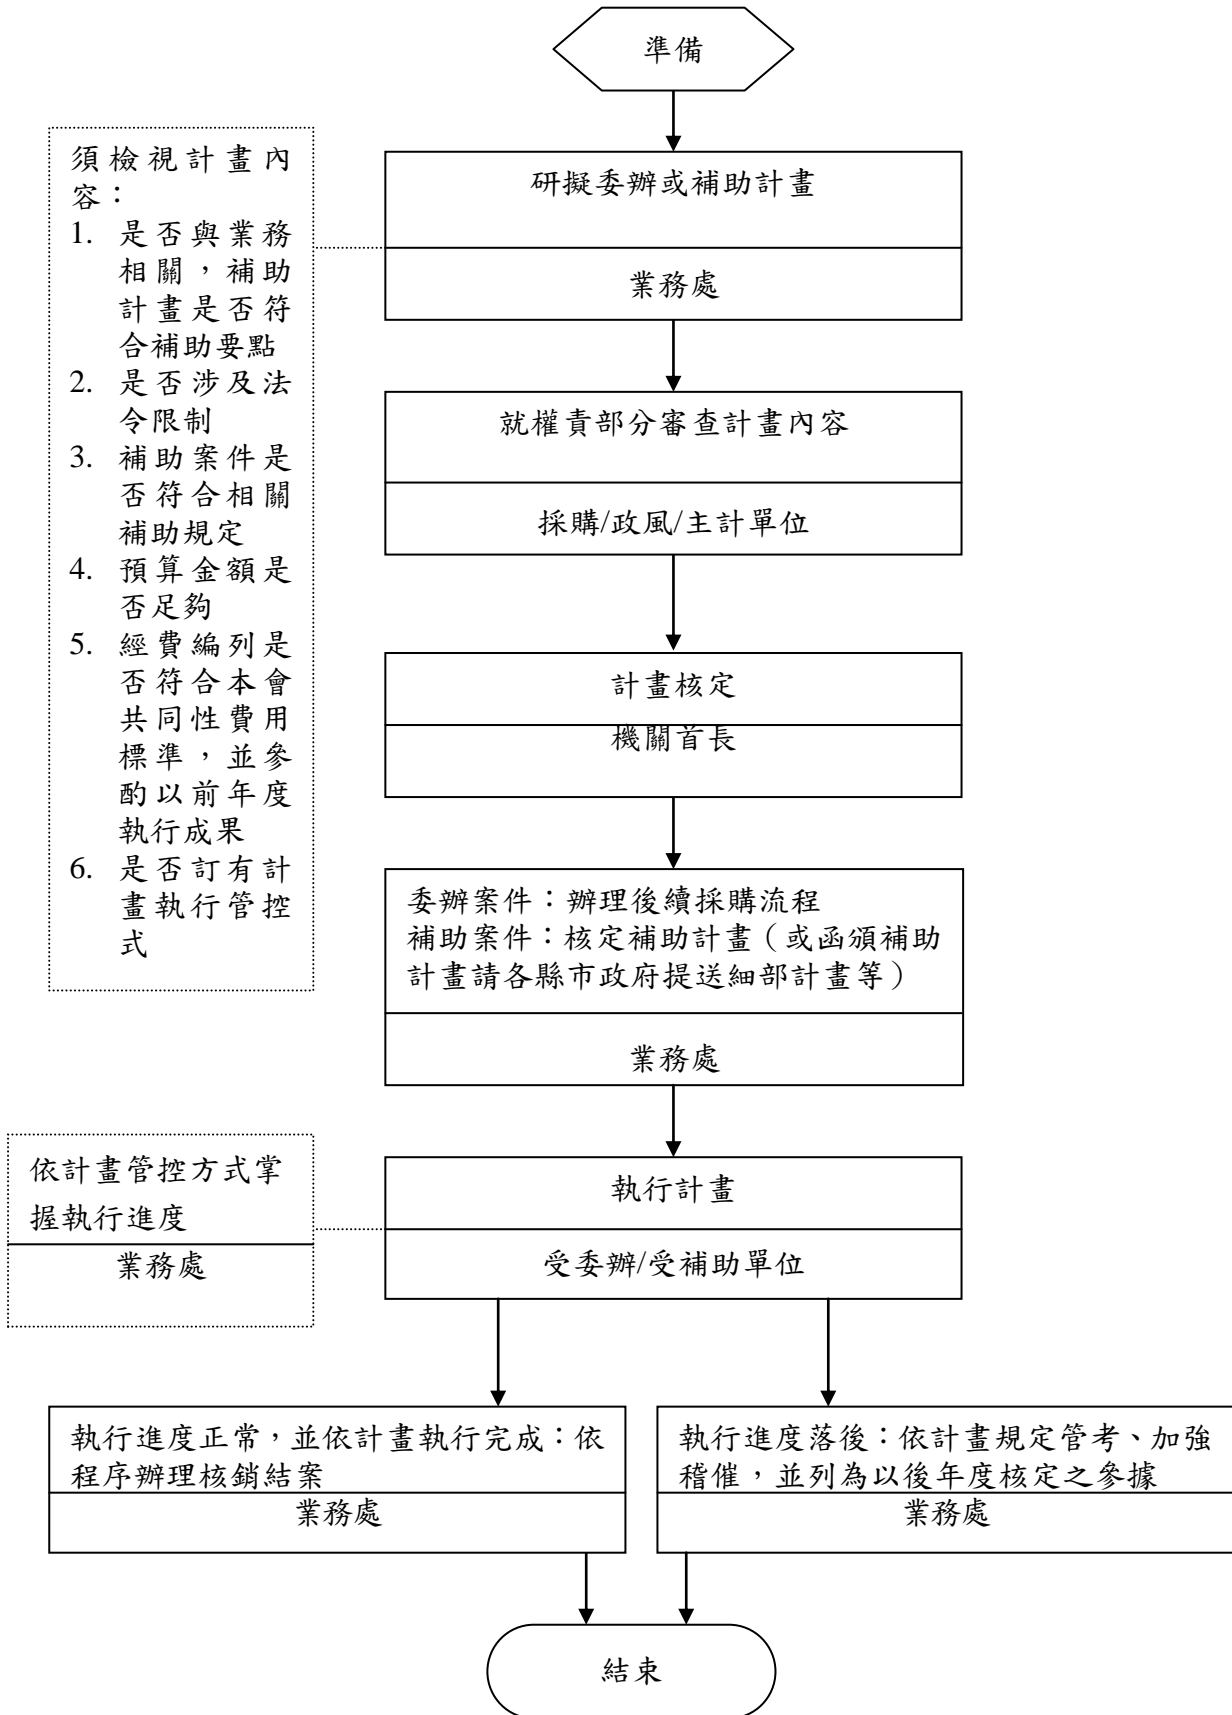 準備
須檢視計畫內
容：
1. 是否與業務
相關，補助
計畫是否符
合補助要點
2. 是否涉及法
令限制
3. 補助案件是
否符合相關
補助規定
4. 預算金額是
否足夠
5. 經費編列是
否符合本會
共同性費用
標準，並參
酌以前年度
執行成果
6. 是否訂有計
畫執行管控
式
研擬委辦或補助計畫
業務處
就權責部分審查計畫內容
採購/政風/主計單位
計畫核定
機關首長
委辦案件：辦理後續採購流程
補助案件：核定補助計畫（或函頒補助
計畫請各縣市政府提送細部計畫等）
業務處
依計畫管控方式掌
握執行進度
業務處
執行計畫
受委辦/受補助單位
執行進度正常，並依計畫執行完成：依
程序辦理核銷結案
業務處
執行進度落後：依計畫規定管考、加強
稽催，並列為以後年度核定之參據
業務處
結束